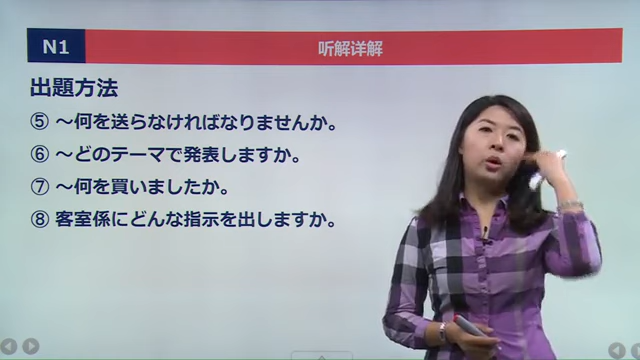 N1
听解详解
出題方法
⑤ ～何を送らなければなりませんか。
⑥ ～どのテーマで発表しますか。
⑦ ～何を買いましたか。
⑧ 客室係にどんな指示を出しますか。